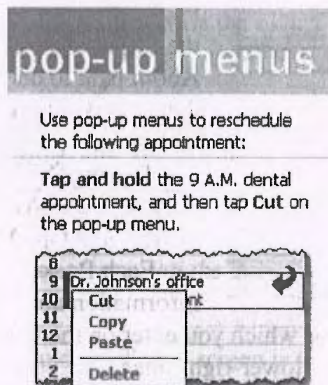 pop-up menus
Use pop-up menus to reschedule
the following appointment:
Tap and hold the 9 A.M. dental
appointment, and then tap Cut on
the pop-up menu.
8
9 Dr. Johnson's office
10 Cut nt
11 Copy
12 Paste
1
2 Delete